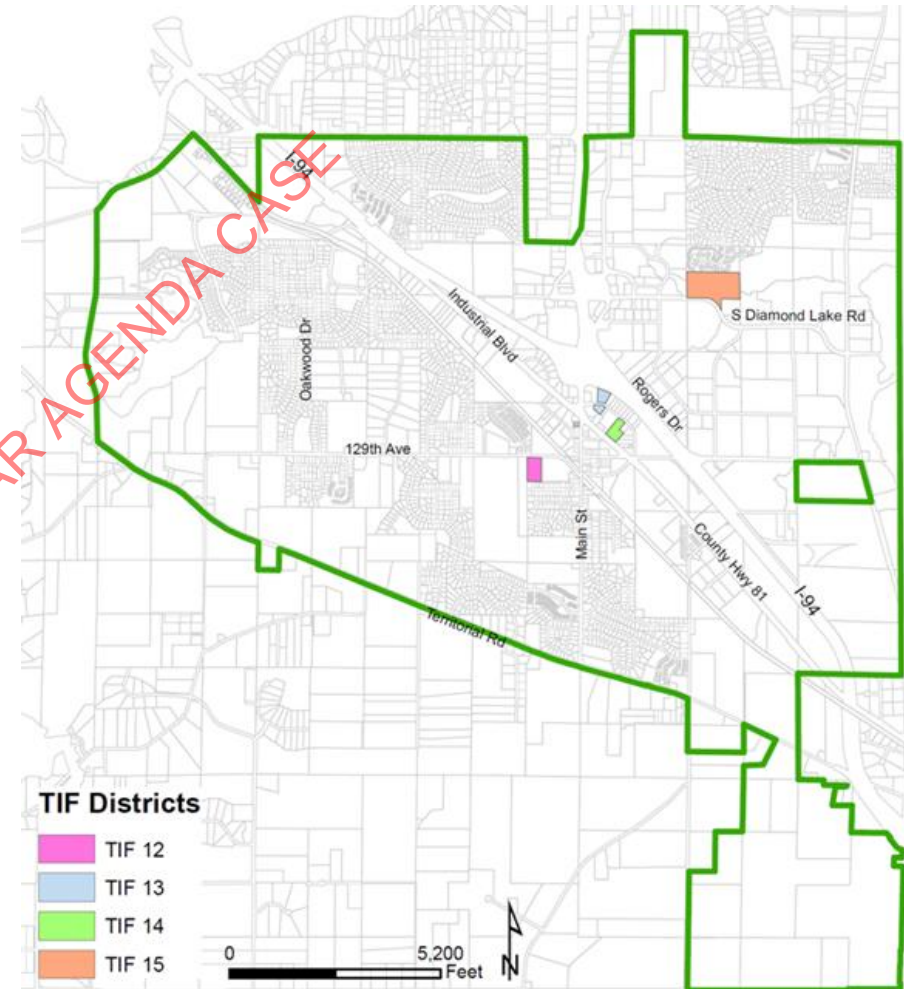 I-94
AR AGENDA CASE
Industrial Blvd
S Diamond Lake Rd
Oakwood Dr
Rogers Dr
129th Ave
Main St
County Hwy 81
I-94
Territorial Rd
TIF Districts
TIF 12
TIF 13
TIF 14
TIF 15
0 5,200
Feet
N